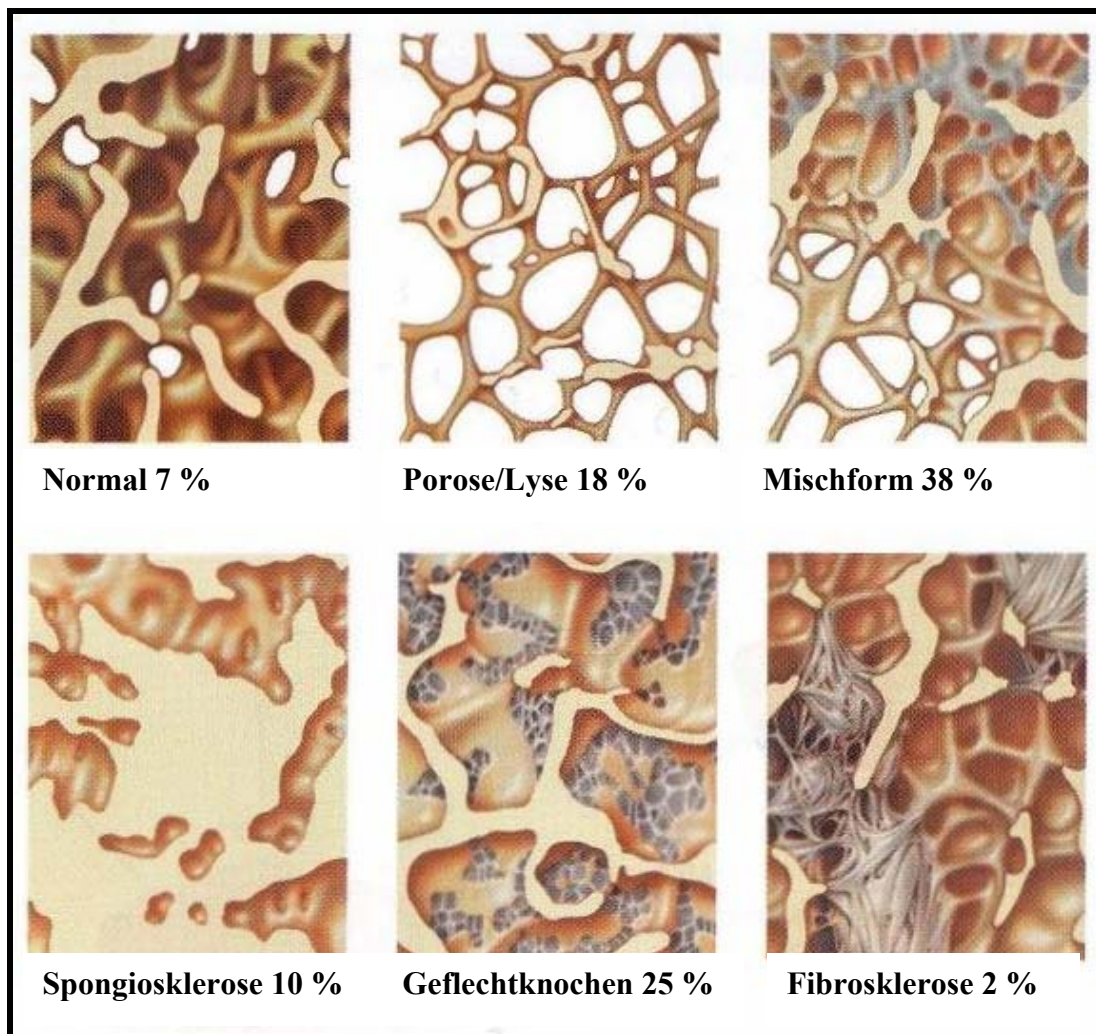 Normal 7 %
Porose/Lyse 18 %
Mischform 38 %
Spongiosklerose 10 %
Geflechtknochen 25 %
Fibrosklerose 2 %